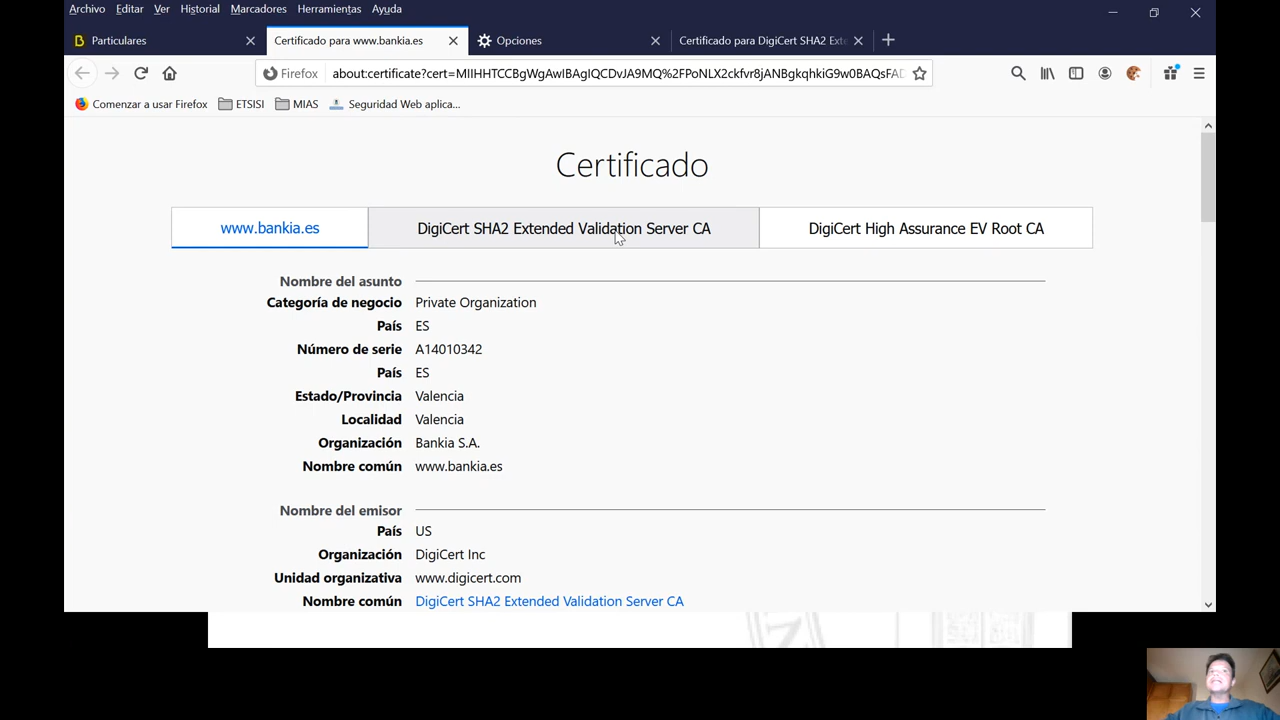 Archivo Editar Ver Historial Marcadores Herramientas Ayuda
Particulares Certificado para www.bankia.es Opciones Certificado para DigiCert SHA2 Exte
Firefox about:certificate?cert=MIIHHTCCBgWgAwIBAgIQCDvJA9MQ%2FPoNLX2ckfvr8jANBgkqhkiG9w0BAQsFAD
Comenzar a usar Firefox ETSISI MIAS Seguridad Web aplica...
Certificado
www.bankia.es DigiCert SHA2 Extended Validation Server CA DigiCert High Assurance EV Root CA
Nombre del asunto
Categoría de negocio Private Organization
País ES
Número de serie A14010342
País ES
Estado/Provincia Valencia
Localidad Valencia
Organización Bankia S.A.
Nombre común www.bankia.es
Nombre del emisor
País US
Organización DigiCert Inc
Unidad organizativa www.digicert.com
Nombre común DigiCert SHA2 Extended Validation Server CA